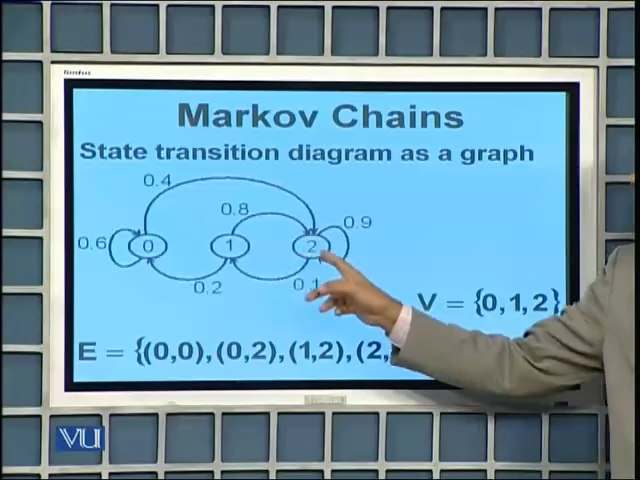 Markov Chains
State transition diagram as a graph
0.4
0.8
0.9
0.6
0
1
2
0.2
0.1
V = {0,1,2}
E = {(0,0),(0,2),(1,2),(2,
VU